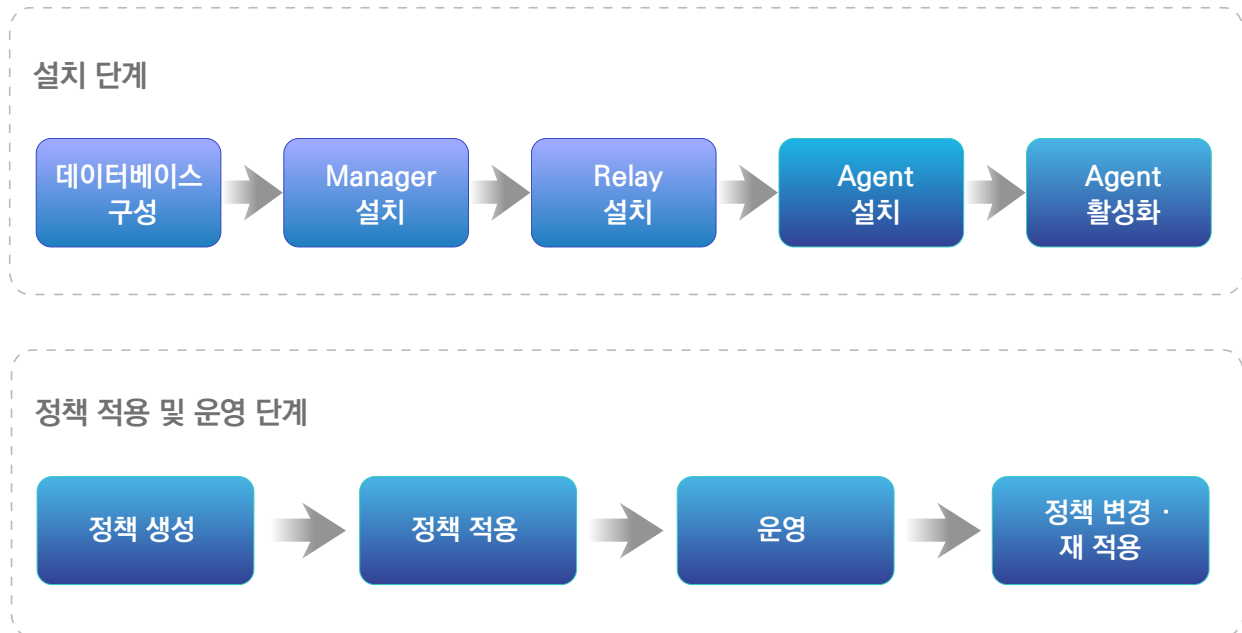 설치 단계
데이터베이스
구성
Manager
설치
Relay
설치
Agent
설치
Agent
활성화
정책 적용 및 운영 단계
정책 생성
정책 적용
운영
정책 변경 ·
재 적용